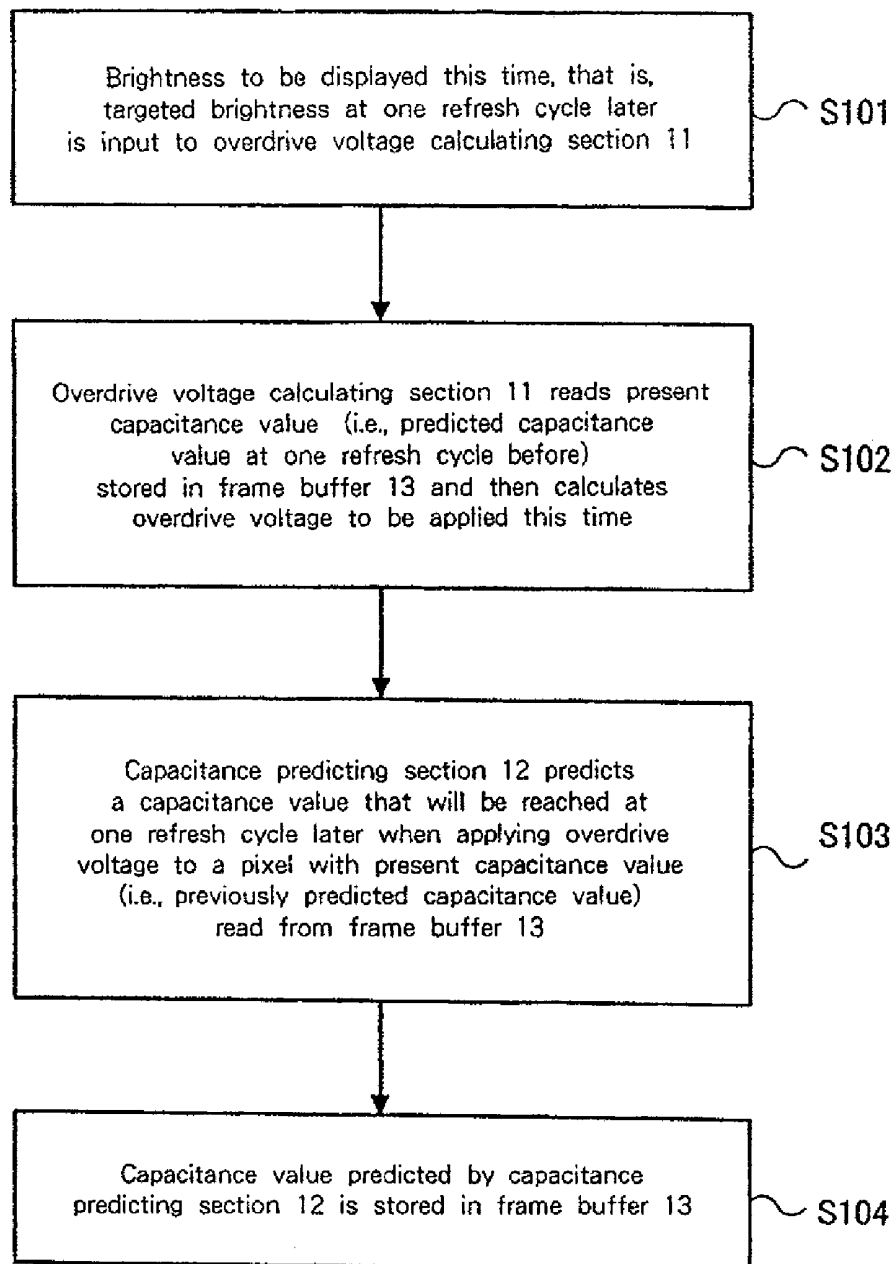 Brightness to be displayed this time, that is,
targeted brightness at one refresh cycle later
is input to overdrive voltage calculating section 11
S101
Overdrive voltage calculating section 11 reads present
capacitance value (i.e., predicted capacitance
value at one refresh cycle before)
stored in frame buffer 13 and then calculates
overdrive voltage to be applied this time
S102
Capacitance predicting section 12 predicts
a capacitance value that will be reached at
one refresh cycle later when applying overdrive
voltage to a pixel with present capacitance value
(i.e., previously predicted capacitance value)
read from frame buffer 13
S103
Capacitance value predicted by capacitance
predicting section 12 is stored in frame buffer 13
S104